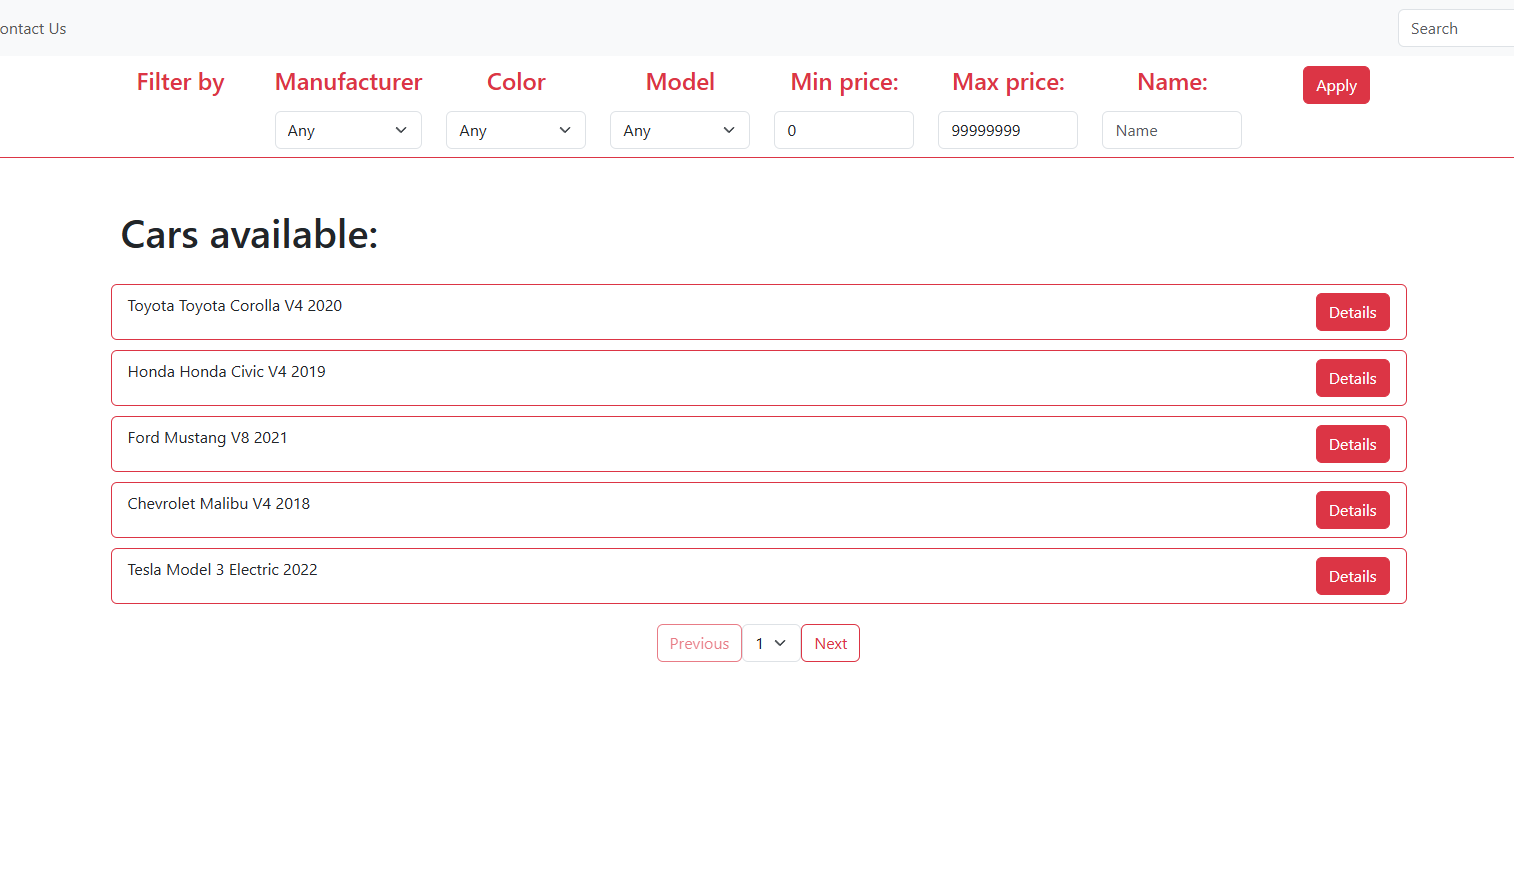 ontact Us Search
Filter by Manufacturer Color Model Min price: Max price: Name: Apply
Any Any Any 0 99999999 Name
Cars available:
Toyota Toyota Corolla V4 2020 Details
Honda Honda Civic V4 2019 Details
Ford Mustang V8 2021 Details
Chevrolet Malibu V4 2018 Details
Tesla Model 3 Electric 2022 Details
Previous 1 Next